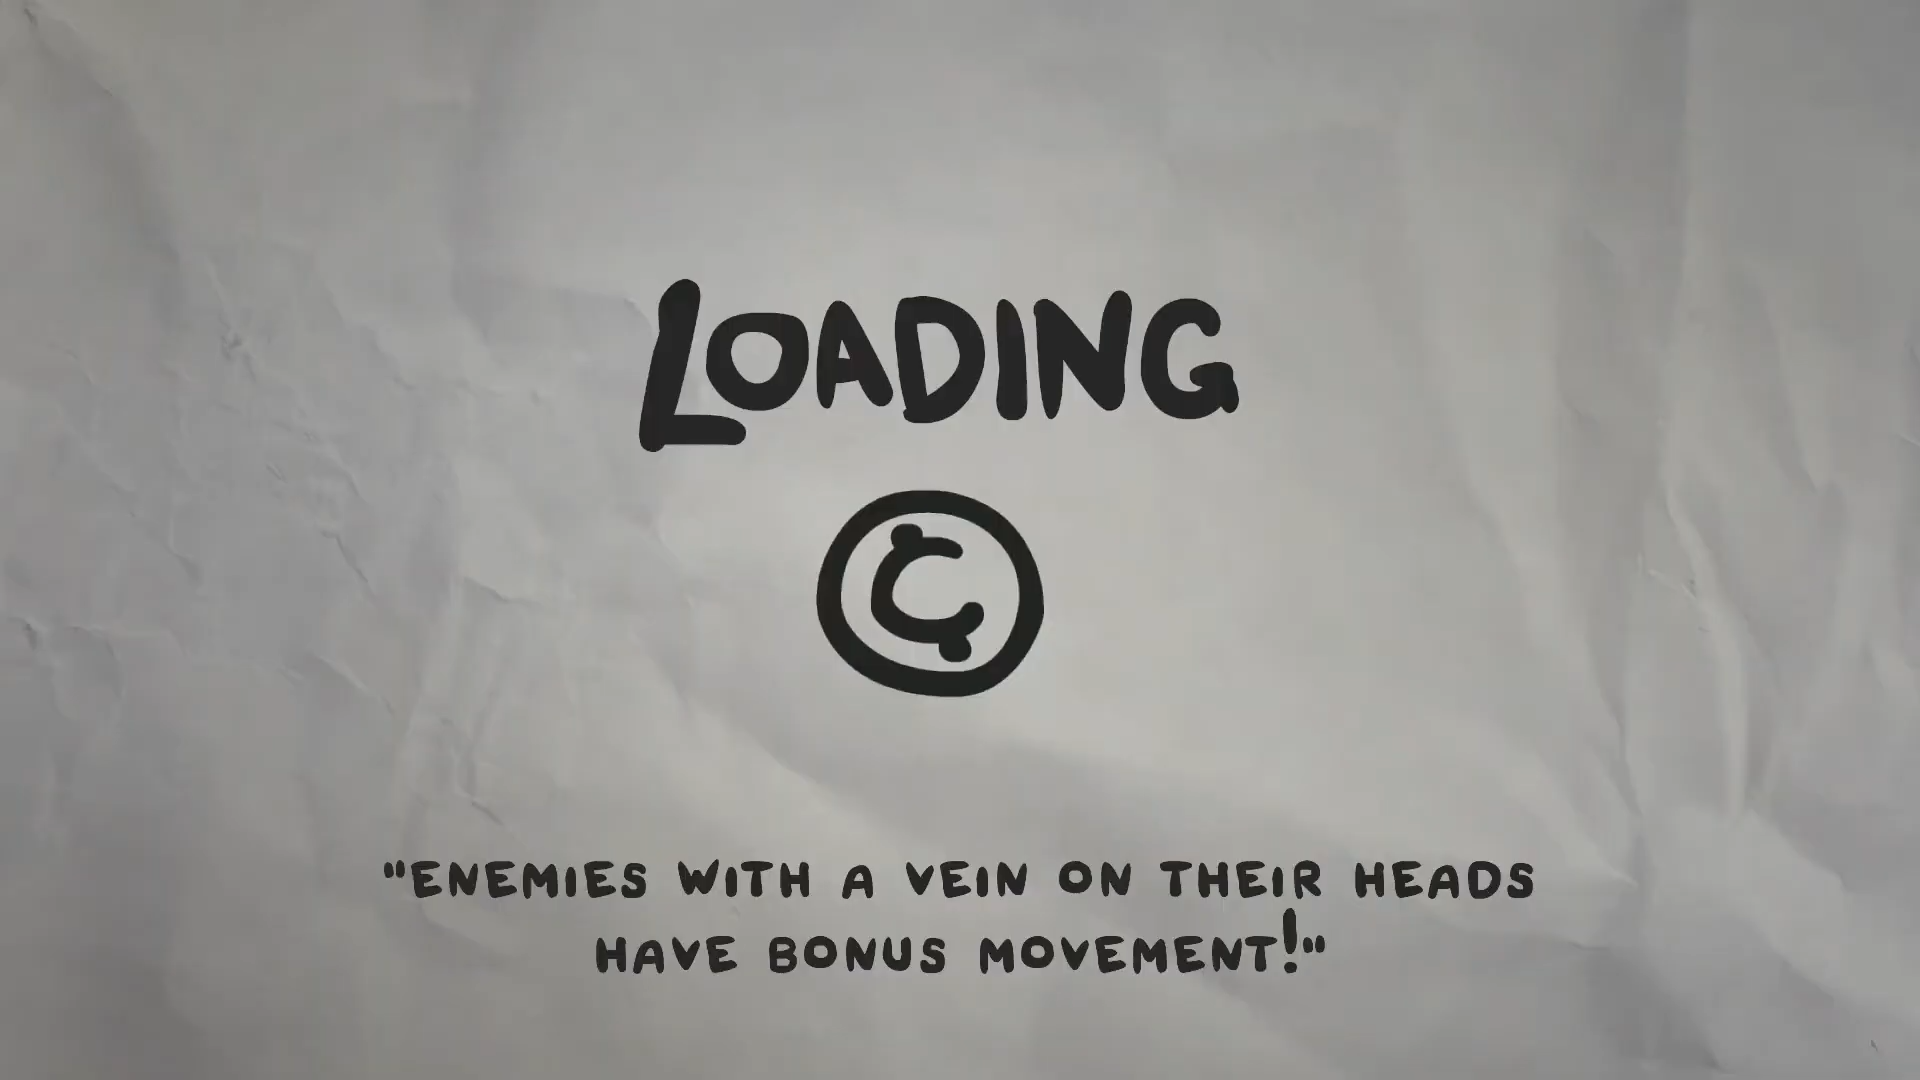 LOADING
"ENEMIES WITH A VEIN ON THEIR HEADS
HAVE BONUS MOVEMENT!"